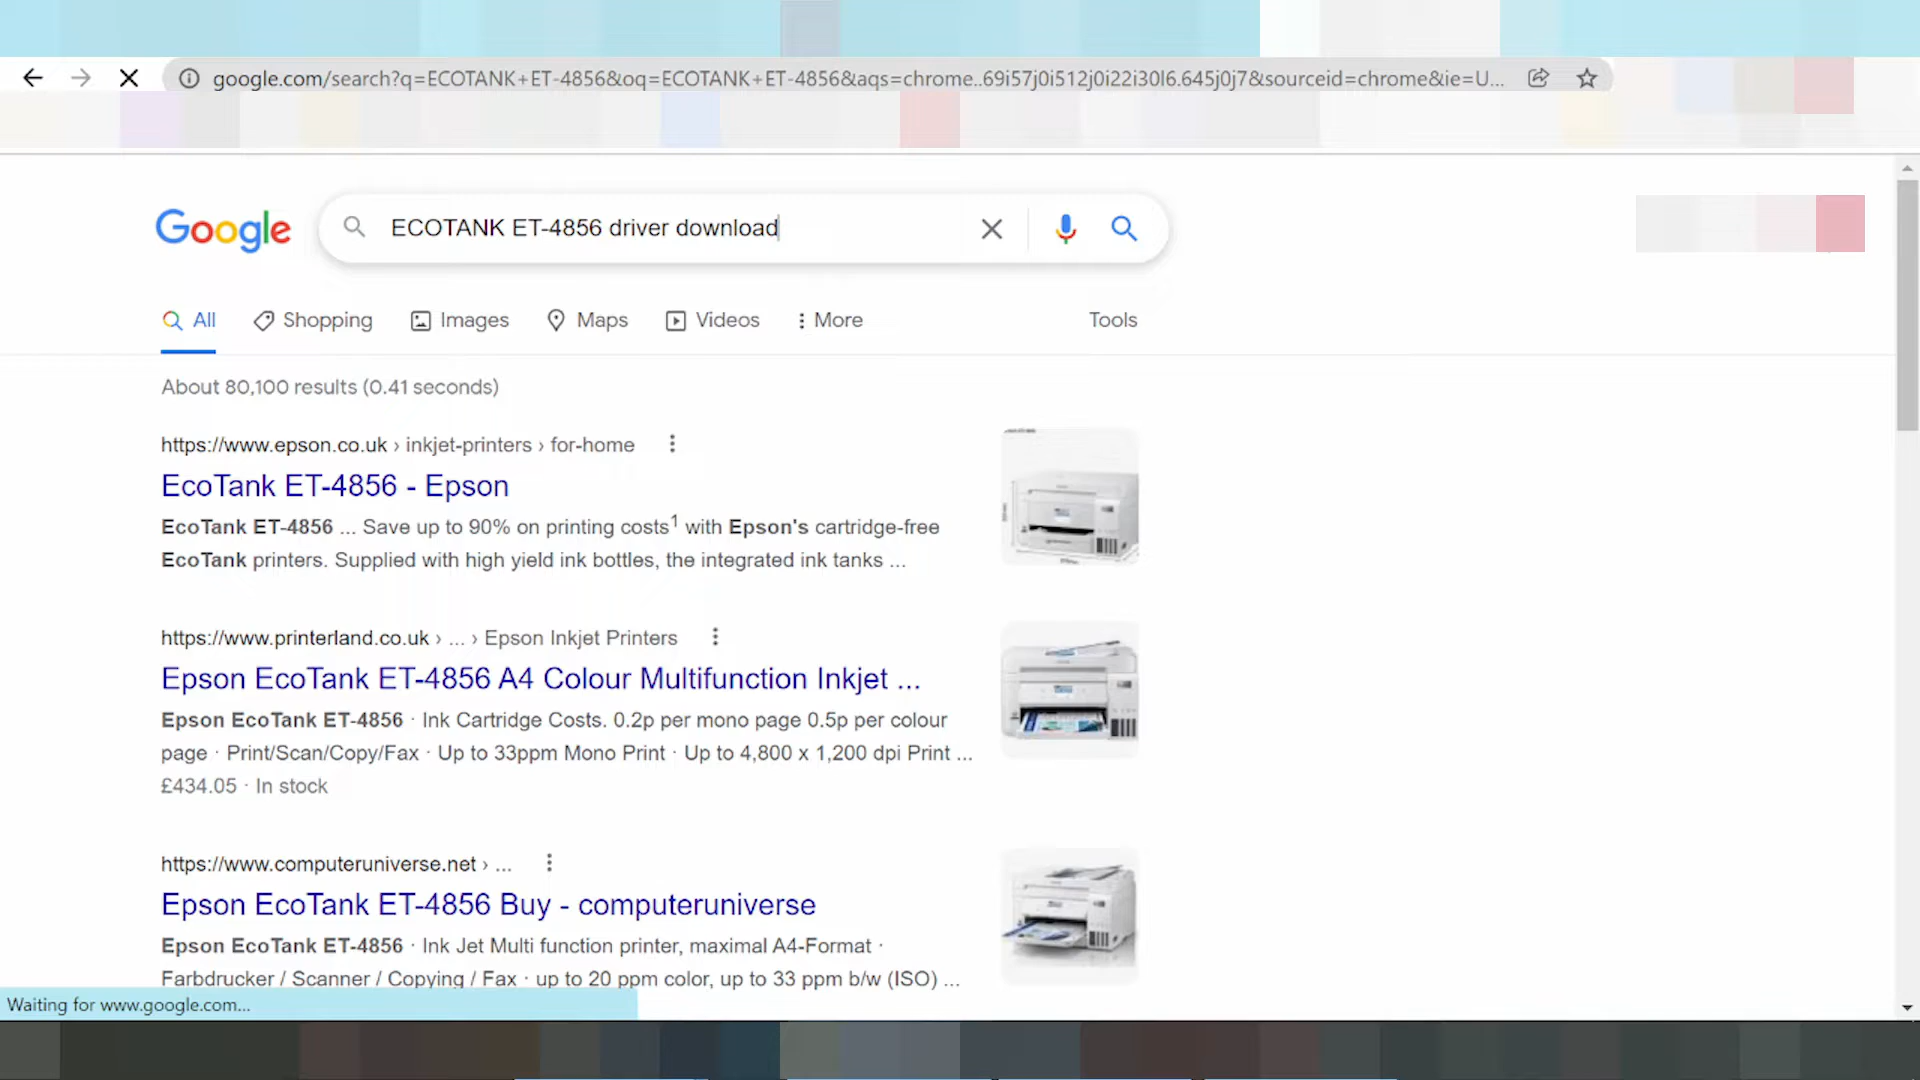 google.com/search?q=ECOTANK+ET-4856&oq=ECOTANK+ET-4856&aqs=chrome..69i57j0i512j0i22i30l6.645j0j7&sourceid=chrome&ie=U...
Google
ECOTANK ET-4856 driver download
All
Shopping
Images
Maps
Videos
More
Tools
About 80,100 results (0.41 seconds)
https://www.epson.co.uk › inkjet-printers › for-home
EcoTank ET-4856 - Epson
EcoTank ET-4856 ... Save up to 90% on printing costs¹ with Epson's cartridge-free
EcoTank printers. Supplied with high yield ink bottles, the integrated ink tanks ...
https://www.printerland.co.uk › ... › Epson Inkjet Printers
Epson EcoTank ET-4856 A4 Colour Multifunction Inkjet ...
Epson EcoTank ET-4856 · Ink Cartridge Costs. 0.2p per mono page 0.5p per colour
page · Print/Scan/Copy/Fax · Up to 33ppm Mono Print · Up to 4,800 x 1,200 dpi Print ...
£434.05 · In stock
https://www.computeruniverse.net › ...
Epson EcoTank ET-4856 Buy - computeruniverse
Epson EcoTank ET-4856 · Ink Jet Multi function printer, maximal A4-Format ·
Farbdrucker / Scanner / Copying / Fax · up to 20 ppm color, up to 33 ppm b/w (ISO) ...
Waiting for www.google.com...